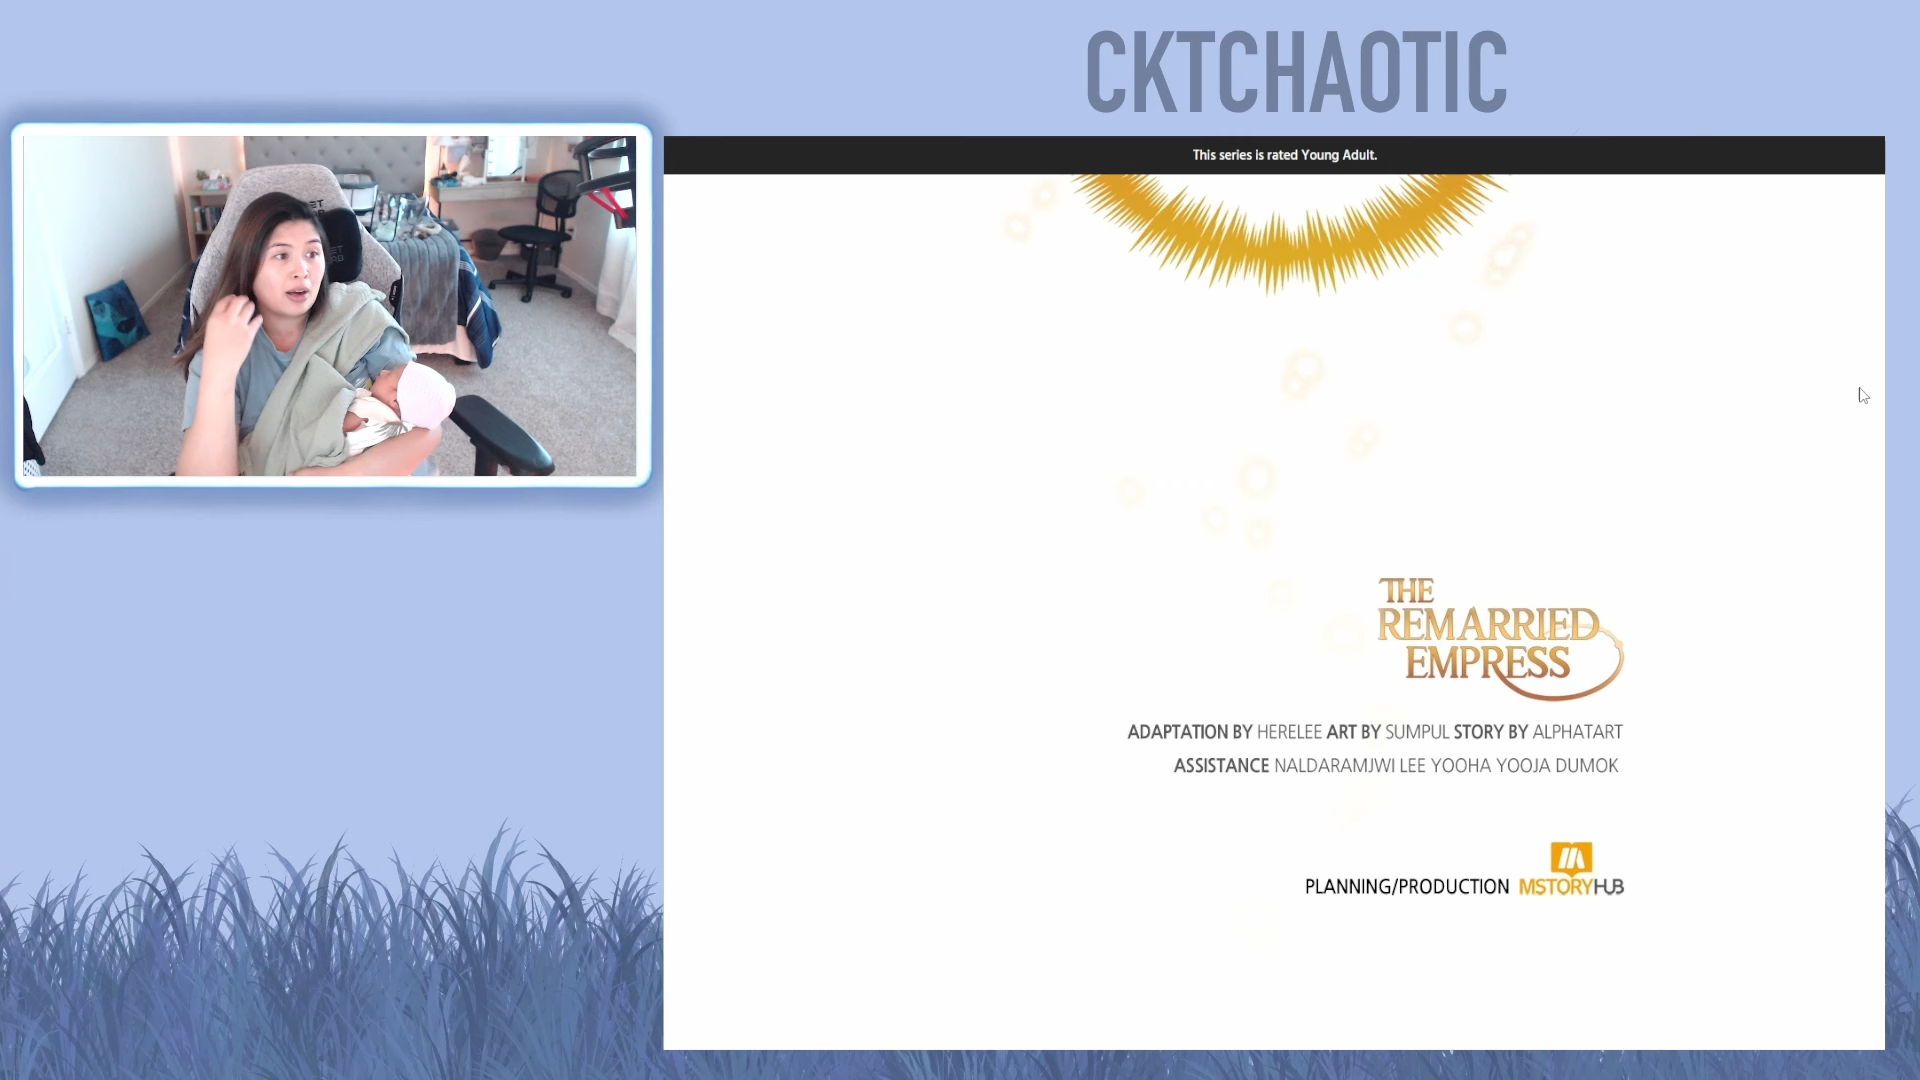 CKTCHAOTIC
This series is rated Young Adult.
THE
REMARRIED
EMPRESS
ADAPTATION BY HERELEE ART BY SUMPUL STORY BY ALPHATART
ASSISTANCE NALDARAMJWI LEE YOOHA YOOJA DUMOK
PLANNING/PRODUCTION MSTORYHUB